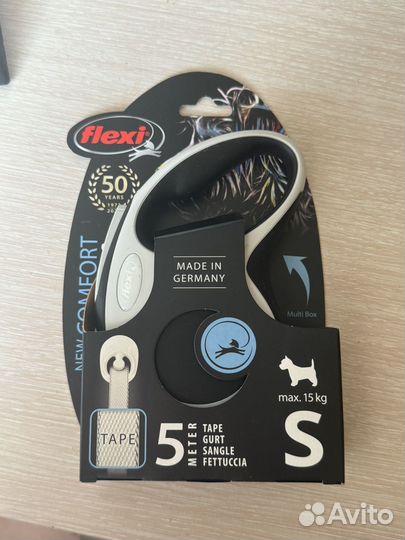 flexi
50
YEARS
NEW COMFORT
MADE IN
GERMANY
Multi Box
max. 15 kg
TAPE
5
METER
TAPE
GURT
SANGLE
FETTUCCIA
S
Avito